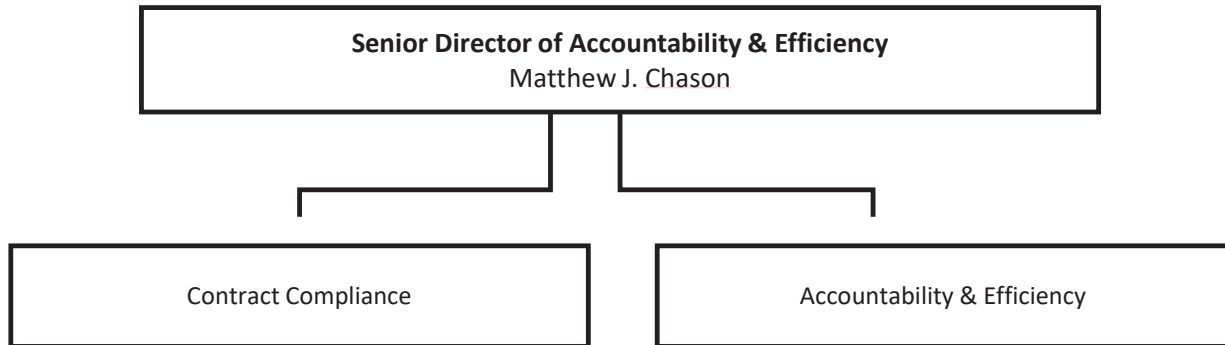 Senior Director of Accountability & Efficiency
Matthew J. Chason
Contract Compliance
Accountability & Efficiency